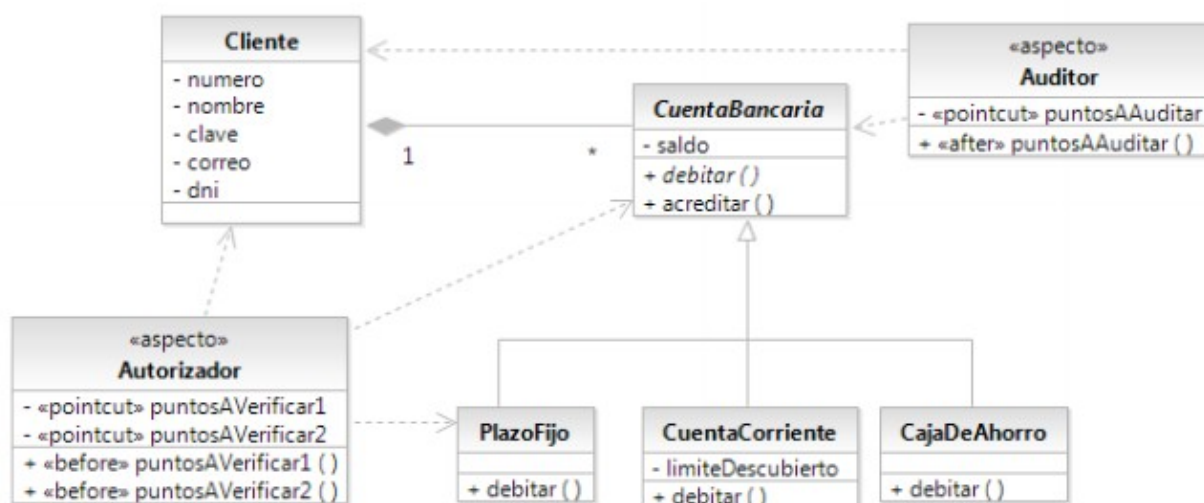 Cliente
- numero
- nombre
- clave
- correo
- dni
1
*
CuentaBancaria
- saldo
+ debitar ( )
+ acreditar ( )
«aspecto»
Auditor
- «pointcut» puntosAAuditar
+ «after» puntosAAuditar ( )
«aspecto»
Autorizador
- «pointcut» puntosAVerificar1
- «pointcut» puntosAVerificar2
+ «before» puntosAVerificar1 ( )
+ «before» puntosAVerificar2 ( )
PlazoFijo
+ debitar ( )
CuentaCorriente
- limiteDescubierto
+ debitar ( )
CajaDeAhorro
+ debitar ( )